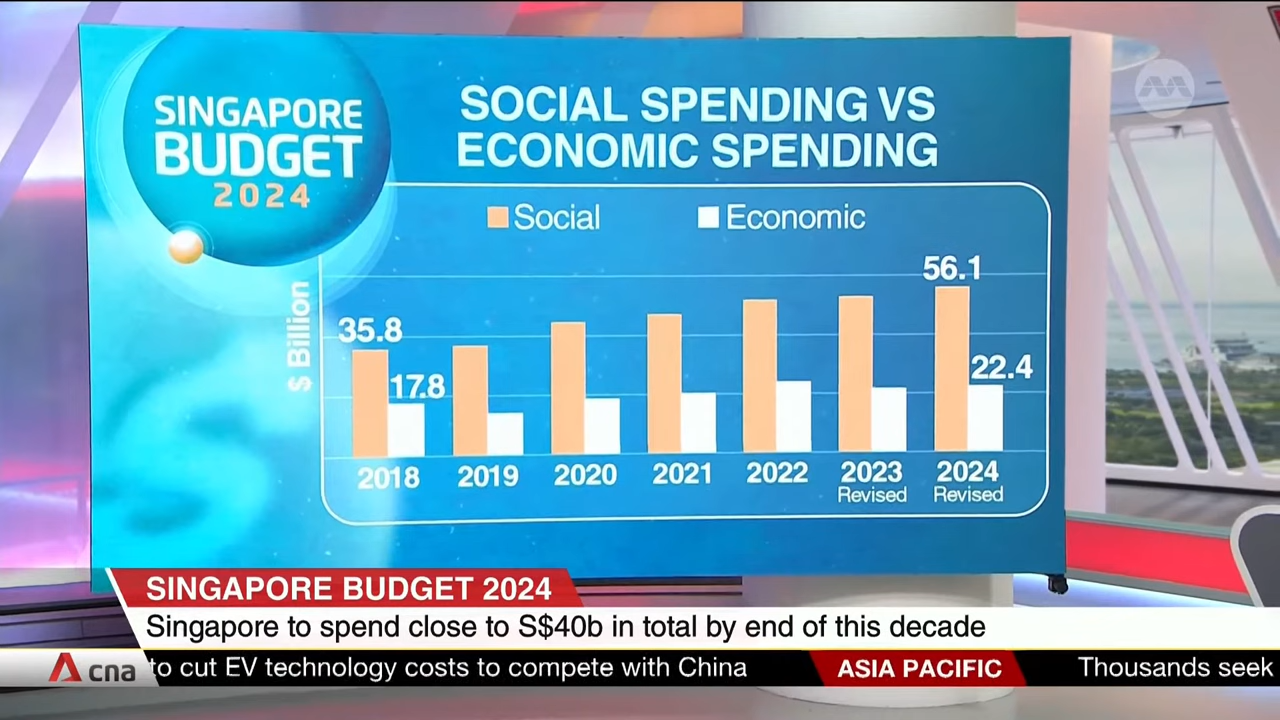 SINGAPORE
BUDGET
2024
SOCIAL SPENDING VS
ECONOMIC SPENDING
Social
Economic
$ Billion
35.8
17.8
56.1
22.4
2018
2019
2020
2021
2022
2023
Revised
2024
Revised
SINGAPORE BUDGET 2024
Singapore to spend close to S$40b in total by end of this decade
cna
to cut EV technology costs to compete with China
ASIA PACIFIC
Thousands seek